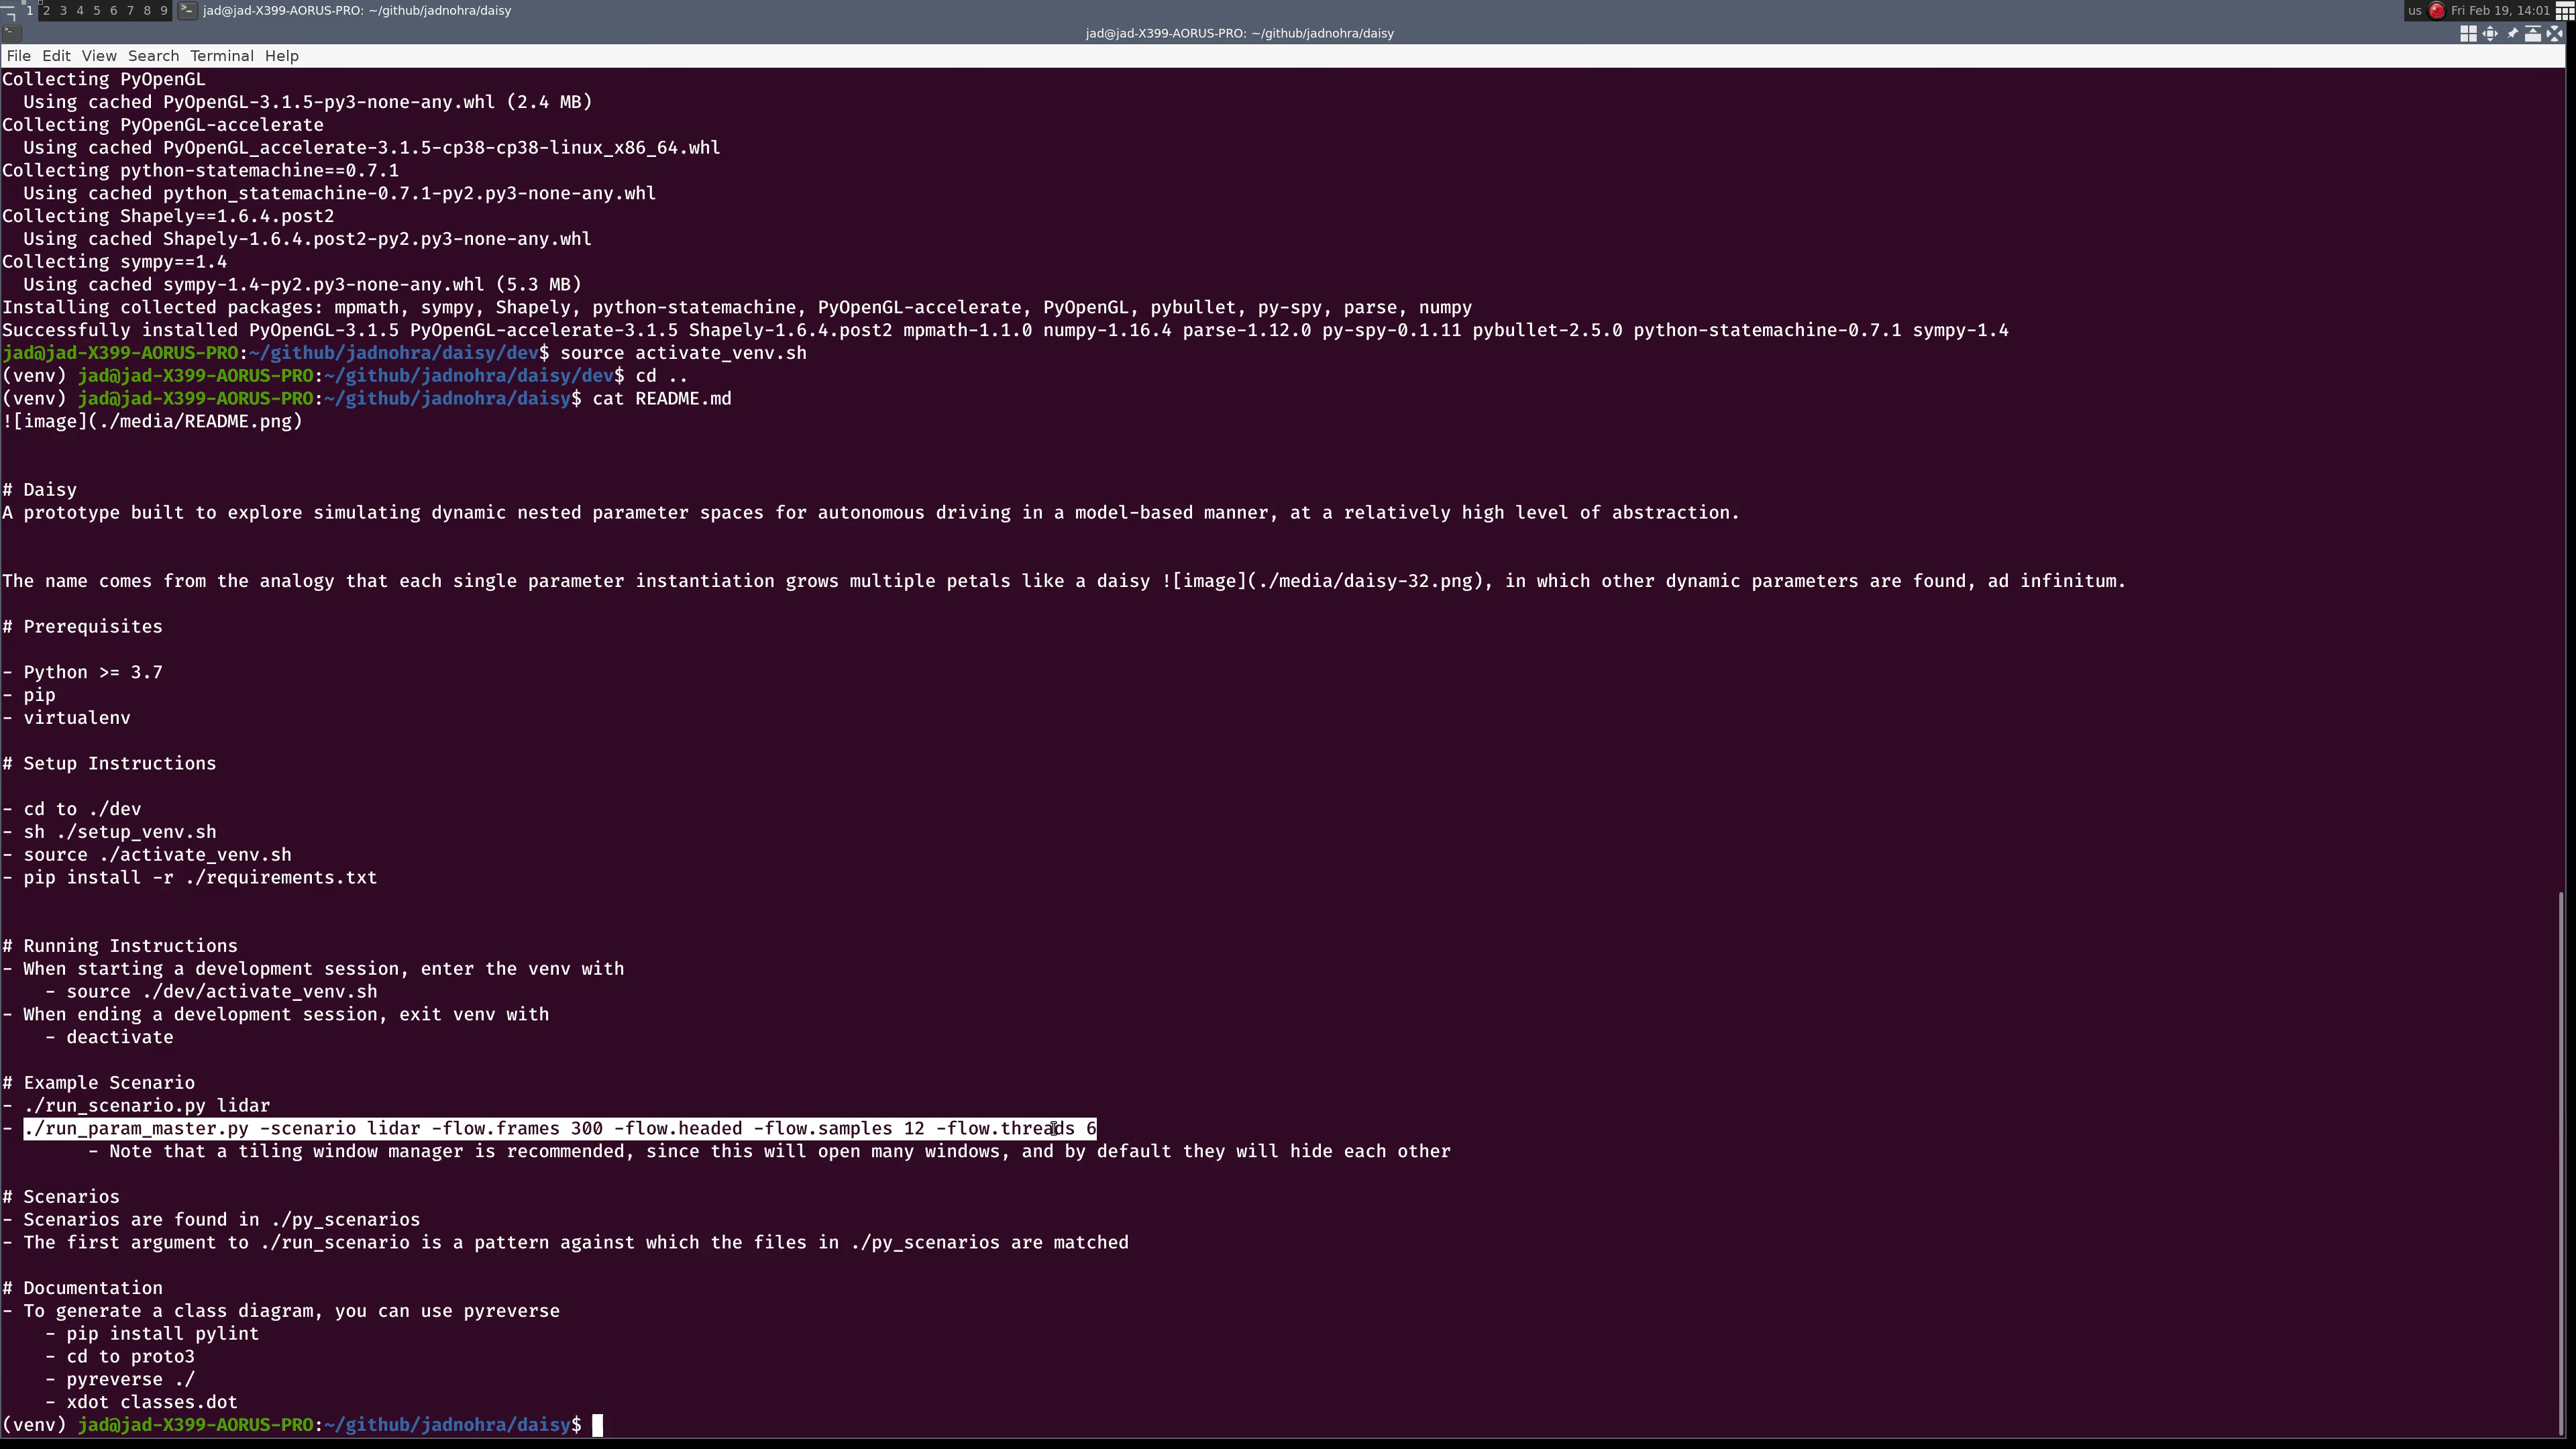 1 2 3 4 5 6 7 8 9 jad@jad-X399-AORUS-PRO: ~/github/jadnohra/daisy us Fri Feb 19, 14:01
jad@jad-X399-AORUS-PRO: ~/github/jadnohra/daisy
File Edit View Search Terminal Help
Collecting PyOpenGL
  Using cached PyOpenGL-3.1.5-py3-none-any.whl (2.4 MB)
Collecting PyOpenGL-accelerate
  Using cached PyOpenGL_accelerate-3.1.5-cp38-cp38-linux_x86_64.whl
Collecting python-statemachine==0.7.1
  Using cached python_statemachine-0.7.1-py2.py3-none-any.whl
Collecting Shapely==1.6.4.post2
  Using cached Shapely-1.6.4.post2-py2.py3-none-any.whl
Collecting sympy==1.4
  Using cached sympy-1.4-py2.py3-none-any.whl (5.3 MB)
Installing collected packages: mpmath, sympy, Shapely, python-statemachine, PyOpenGL-accelerate, PyOpenGL, pybullet, py-spy, parse, numpy
Successfully installed PyOpenGL-3.1.5 PyOpenGL-accelerate-3.1.5 Shapely-1.6.4.post2 mpmath-1.1.0 numpy-1.16.4 parse-1.12.0 py-spy-0.1.11 pybullet-2.5.0 python-statemachine-0.7.1 sympy-1.4
jad@jad-X399-AORUS-PRO:~/github/jadnohra/daisy/dev$ source activate_venv.sh
(venv) jad@jad-X399-AORUS-PRO:~/github/jadnohra/daisy/dev$ cd ..
(venv) jad@jad-X399-AORUS-PRO:~/github/jadnohra/daisy$ cat README.md
![image](./media/README.png)
# Daisy
A prototype built to explore simulating dynamic nested parameter spaces for autonomous driving in a model-based manner, at a relatively high level of abstraction.
The name comes from the analogy that each single parameter instantiation grows multiple petals like a daisy ![image](./media/daisy-32.png), in which other dynamic parameters are found, ad infinitum.
# Prerequisites
- Python >= 3.7
- pip
- virtualenv
# Setup Instructions
- cd to ./dev
- sh ./setup_venv.sh
- source ./activate_venv.sh
- pip install -r ./requirements.txt
# Running Instructions
- When starting a development session, enter the venv with
    - source ./dev/activate_venv.sh
- When ending a development session, exit venv with
    - deactivate
# Example Scenario
- ./run_scenario.py lidar
- ./run_param_master.py -scenario lidar -flow.frames 300 -flow.headed -flow.samples 12 -flow.threads 6
        - Note that a tiling window manager is recommended, since this will open many windows, and by default they will hide each other
# Scenarios
- Scenarios are found in ./py_scenarios
- The first argument to ./run_scenario is a pattern against which the files in ./py_scenarios are matched
# Documentation
- To generate a class diagram, you can use pyreverse
    - pip install pylint
    - cd to proto3
    - pyreverse ./
    - xdot classes.dot
(venv) jad@jad-X399-AORUS-PRO:~/github/jadnohra/daisy$